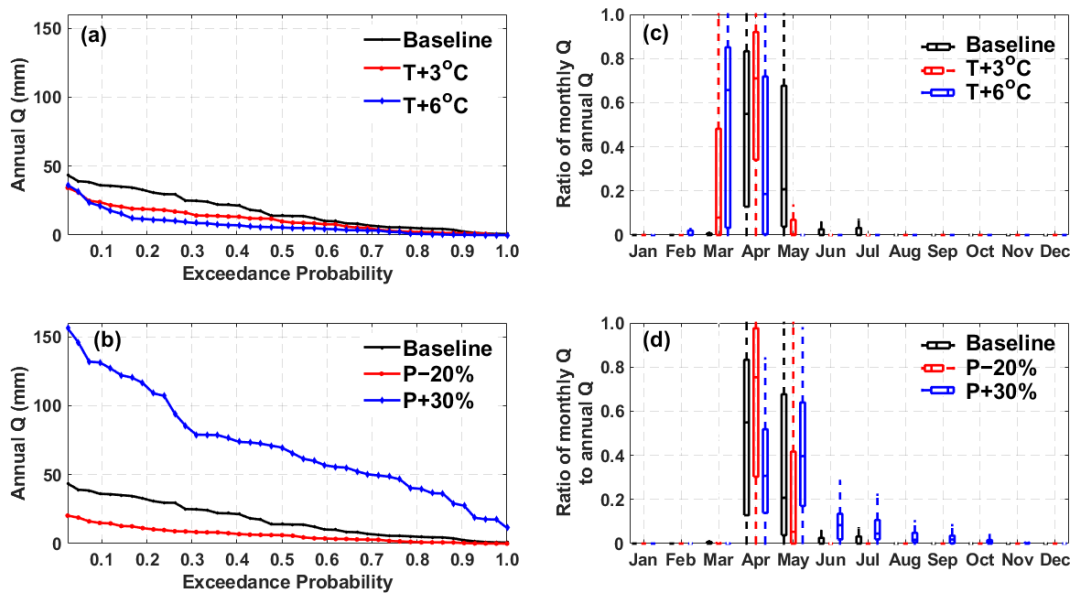 (a)
Baseline
T+3°C
T+6°C
150
100
50
0
Annual Q (mm)
0.1 0.2 0.3 0.4 0.5 0.6 0.7 0.8 0.9 1.0
Exceedance Probability
(c)
Baseline
T+3°C
T+6°C
1.0
0.8
0.6
0.4
0.2
0
Ratio of monthly Q
to annual Q
Jan Feb Mar Apr May Jun Jul Aug Sep Oct Nov Dec
(b)
Baseline
P−20%
P+30%
150
100
50
0
Annual Q (mm)
0.1 0.2 0.3 0.4 0.5 0.6 0.7 0.8 0.9 1.0
Exceedance Probability
(d)
Baseline
P−20%
P+30%
1.0
0.8
0.6
0.4
0.2
0
Ratio of monthly Q
to annual Q
Jan Feb Mar Apr May Jun Jul Aug Sep Oct Nov Dec